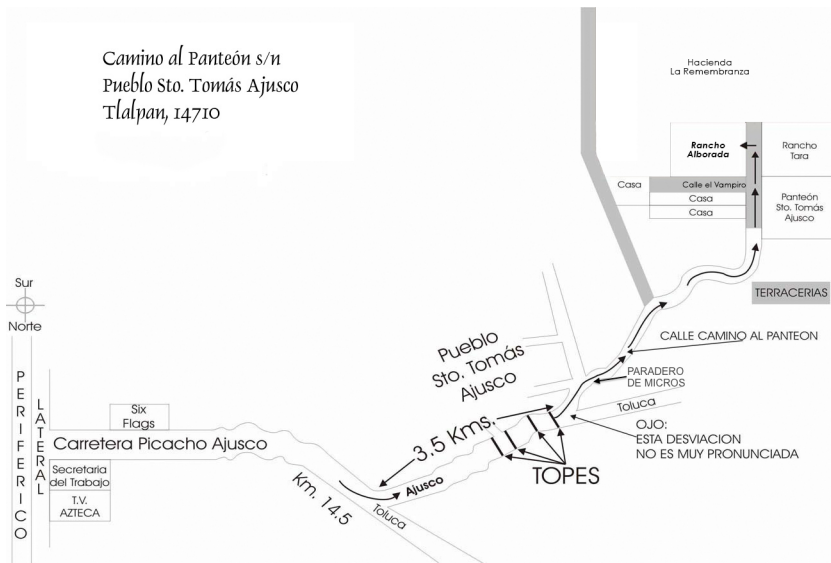 Camino al Panteón s/n
Pueblo Sto. Tomás Ajusco
Tlalpan, 14710
Hacienda
La Remembranza
Rancho
Alborada
Rancho
Tara
Casa
Calle el Vampiro
Casa
Casa
Panteón
Sto. Tomás
Ajusco
TERRACERIAS
Sur
Norte
CALLE CAMINO AL PANTEON
Pueblo
Sto. Tomás
Ajusco
PARADERO
DE MICROS
Toluca
OJO:
ESTA DESVIACION
NO ES MUY PRONUNCIADA
3.5 Kms.
TOPES
PERIFERICO
LATERAL
Six
Flags
Carretera Picacho Ajusco
Secretaria
del Trabajo
T.V.
AZTECA
Km. 14.5
Ajusco
Toluca